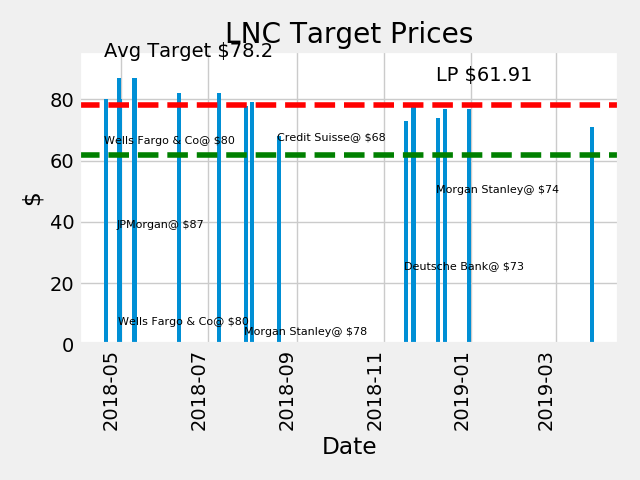 LNC Target Prices
Avg Target $78.2
LP $61.91
80
60
40
20
0
$
Wells Fargo & Co@ $80
Credit Suisse@ $68
Morgan Stanley@ $74
JPMorgan@ $87
Deutsche Bank@ $73
Wells Fargo & Co@ $80
Morgan Stanley@ $78
2018-05
2018-07
2018-09
2018-11
2019-01
2019-03
Date